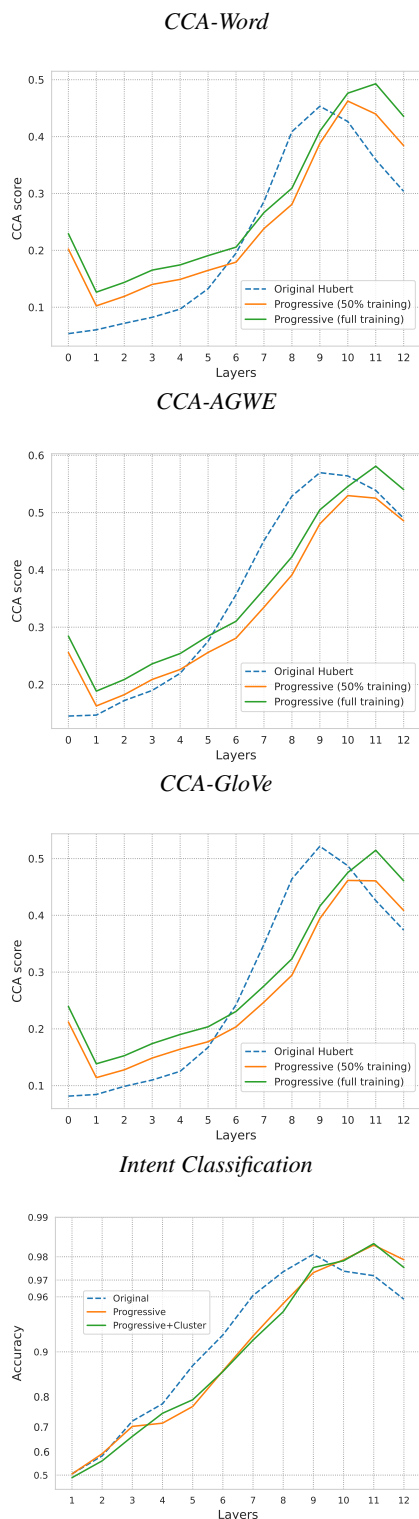 CCA-Word
0.5
0.4
0.3
0.2
0.1
CCA score
Original Hubert
Progressive (50% training)
Progressive (full training)
0 1 2 3 4 5 6 7 8 9 10 11 12
Layers
CCA-AGWE
0.6
0.5
0.4
0.3
0.2
CCA score
Original Hubert
Progressive (50% training)
Progressive (full training)
0 1 2 3 4 5 6 7 8 9 10 11 12
Layers
CCA-GloVe
0.5
0.4
0.3
0.2
0.1
CCA score
Original Hubert
Progressive (50% training)
Progressive (full training)
0 1 2 3 4 5 6 7 8 9 10 11 12
Layers
Intent Classification
0.99
0.98
0.97
0.96
0.9
0.8
0.7
0.6
0.5
Accuracy
Original
Progressive
Progressive+Cluster
1 2 3 4 5 6 7 8 9 10 11 12
Layers